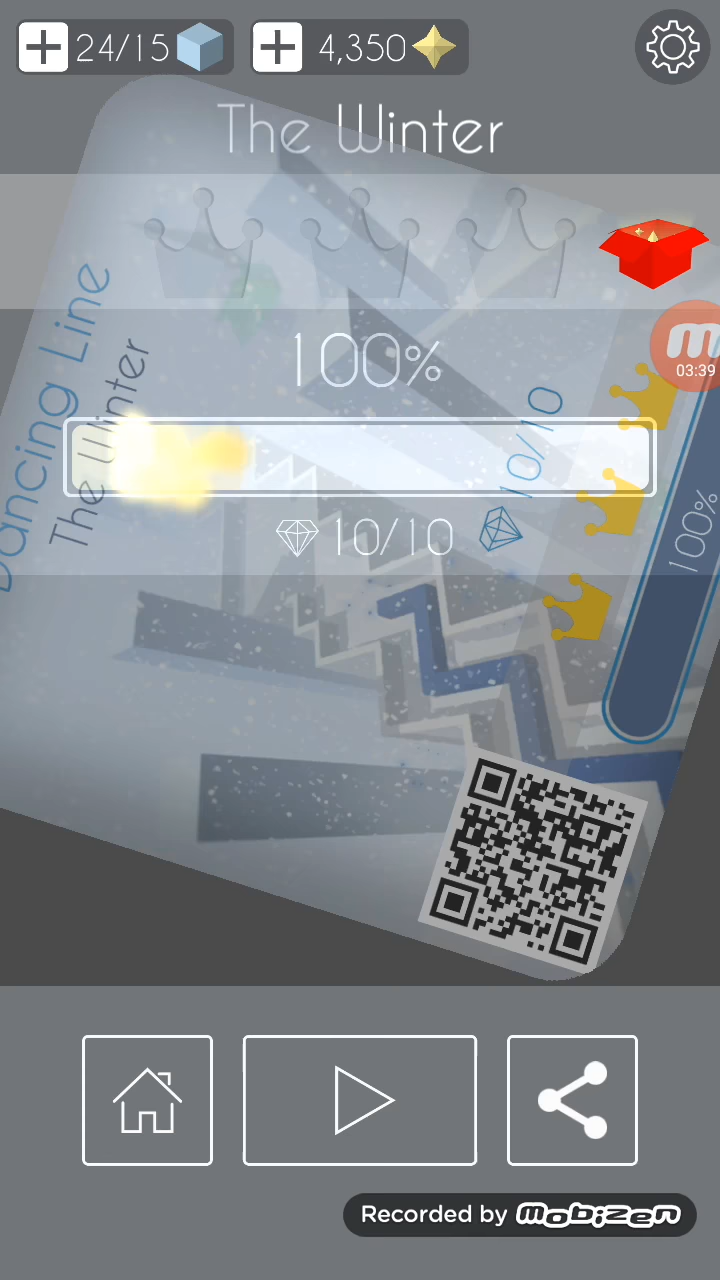 24/15
4,350
The Winter
03:39
100%
Dancing Line
The Winter
10/10
100%
10/10
Recorded by mobizen